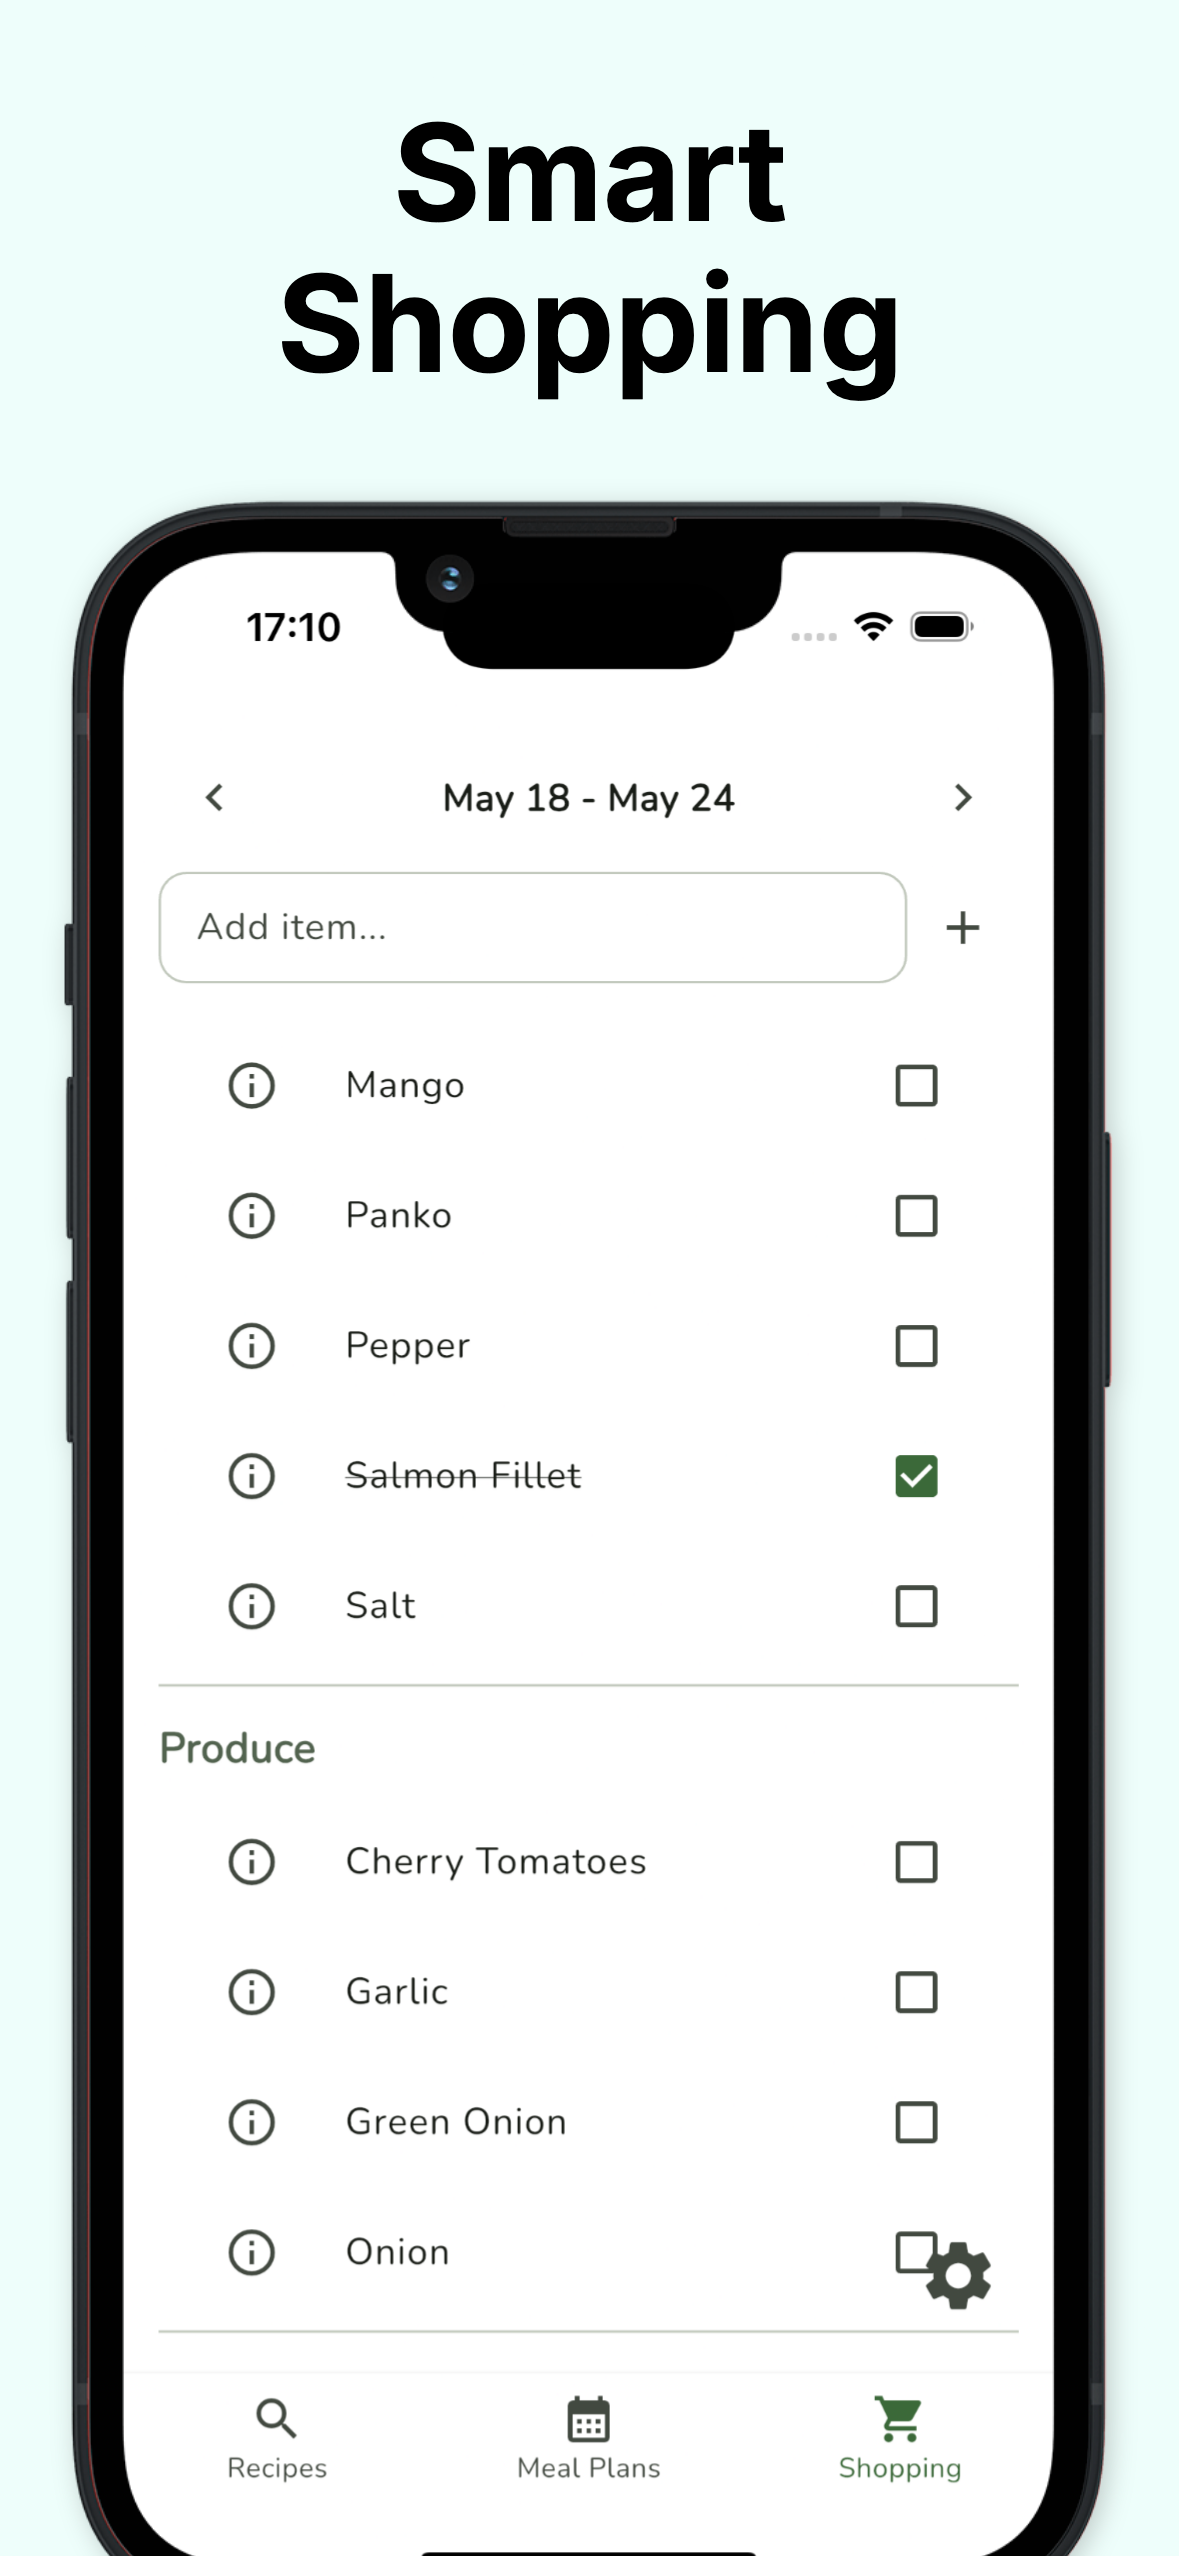 Smart
Shopping
17:10
May 18 - May 24
Add item...
Mango
Panko
Pepper
Salmon Fillet
Salt
Produce
Cherry Tomatoes
Garlic
Green Onion
Onion
Recipes Meal Plans Shopping